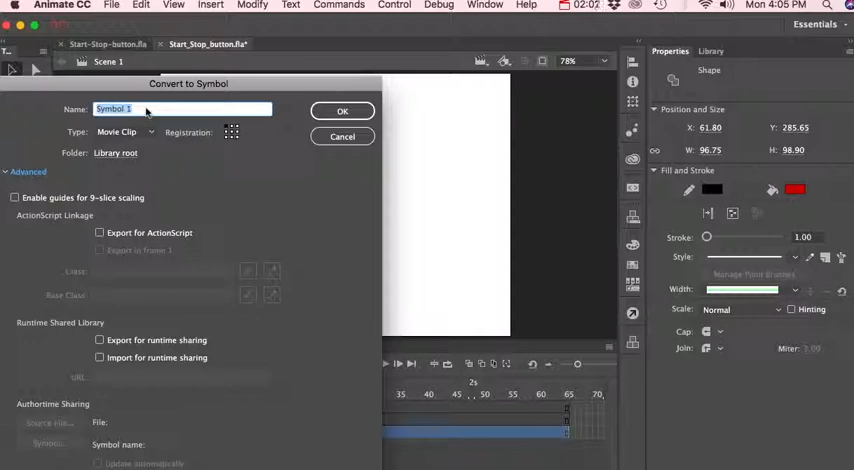 Animate CC File Edit View Insert Modify Text Commands Control Debug Window Help 02:02 Mon 4:05 PM
Essentials
T...
Start-Stop-button.fla Start_Stop_button.fla*
Properties Library
Scene 1
78%
Shape
Convert to Symbol
Name: Symbol 1
OK
Type: Movie Clip Registration:
Cancel
Folder: Library root
Advanced
Enable guides for 9-slice scaling
ActionScript Linkage
Export for ActionScript
Export in frame 1
Class:
Base Class:
Runtime Shared Library
Export for runtime sharing
Import for runtime sharing
URL:
Authortime Sharing
Source File... File:
Symbol... Symbol name:
Update automatically
Position and Size
X: 61.80 Y: 285.65
W: 96.75 H: 98.90
Fill and Stroke
Stroke: 1.00
Style:
Manage Paint Brushes
Width:
Scale: Normal Hinting
Cap:
Join: Miter: 3.00
2s
35 40 45 50 55 60 65 70